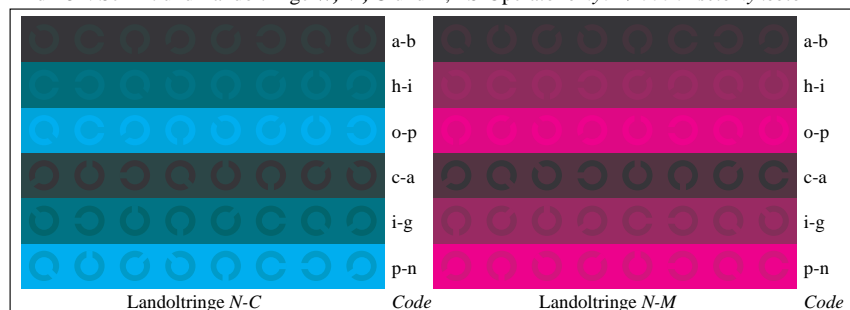 a-b a-b
h-i h-i
o-p o-p
c-a c-a
i-g i-g
p-n p-n
Landoltringe N-C Code Landoltringe N-M Code